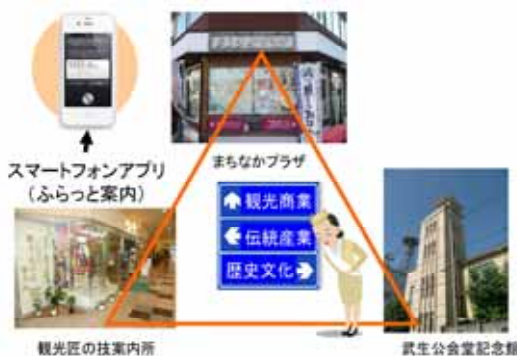 スマートフォンアプリ
（ふらっと案内）
まちなかプラザ
観光商業
伝統産業
歴史文化
観光匠の技案内所
武生公会堂記念館